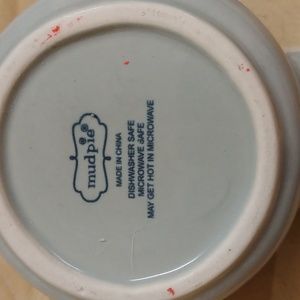 mudpie
MADE IN CHINA
DISHWASHER SAFE
MICROWAVE SAFE
MAY GET HOT IN MICROWAVE